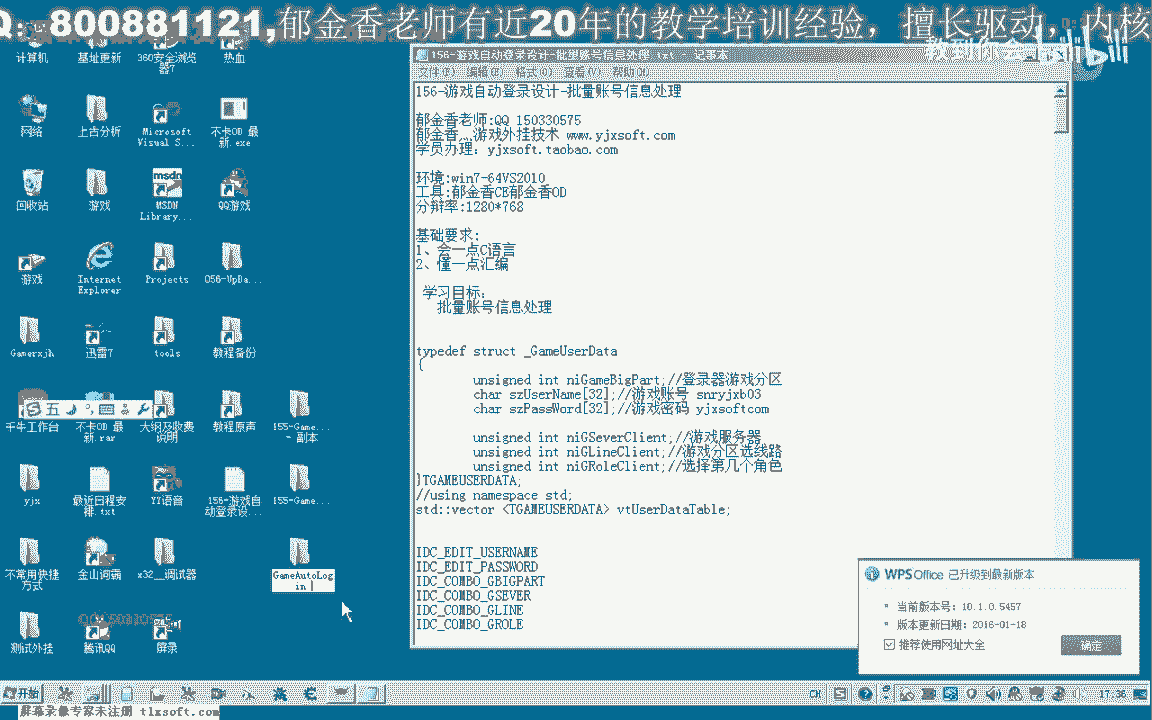 Q：800881121,郁金香老师有近20年的教学培训经验，擅长驱动，内核
156-游戏自动登录设计-批量账号信息处理.txt - 记事本
文件(F) 编辑(E) 格式(O) 查看(V) 帮助(H)
156-游戏自动登录设计-批量账号信息处理
郁金香老师:QQ 150330575
郁金香灬游戏外挂技术 www.yjxsoft.com
学员办理：yjxsoft.taobao.com
环境:win7-64VS2010
工具:郁金香CE郁金香OD
分辩率:1280*768
基础要求:
1、会一点C语言
2、懂一点汇编
学习目标：
批量账号信息处理
typedef struct _GameUserData
{
unsigned int niGameBigPart;//登录器游戏分区
char szUserName[32];//游戏账号 snryjxb03
char szPassWord[32];//游戏密码 yjxsoftcom
unsigned int niGSeverClient;//游戏服务器
unsigned int niGLineClient;//游戏分区选线路
unsigned int niGRoleClient;//选择第几个角色
}TGAMEUSERDATA;
//using namespace std;
std::vector <TGAMEUSERDATA> vtUserDataTable;
IDC_EDIT_USERNAME
IDC_EDIT_PASSWORD
IDC_COMBO_GBIGPART
IDC_COMBO_GSEVER
IDC_COMBO_GLINE
IDC_COMBO_GROLE
计算机
基址更新
360安全浏览器7
热血
网络
上古分析
Microsoft Visual S...
不卡OD 最新.exe
回收站
游戏
MSDN Library...
QQ游戏
游戏
Internet Explorer
Projects
056-UpDa...
Gamerxjh
迅雷7
tools
教程备份
五
千牛工作台
不卡OD 最新.rar
大纲及收费说明
教程原声
155-Game... - 副本
yjx
最近日程安排.txt
YY语音
156-游戏自动登录设...
155-Game...
不常用快捷方式
金山词霸
x32__调试器
GameAutoLogin
测试外挂
腾讯QQ
屏录
WPS Office 已升级到最新版本
当前版本号：10.1.0.5457
版本更新日期：2016-01-18
推荐使用网址大全
确定
开始
CH
17:36
屏幕录像专家未注册 tlxsoft.com